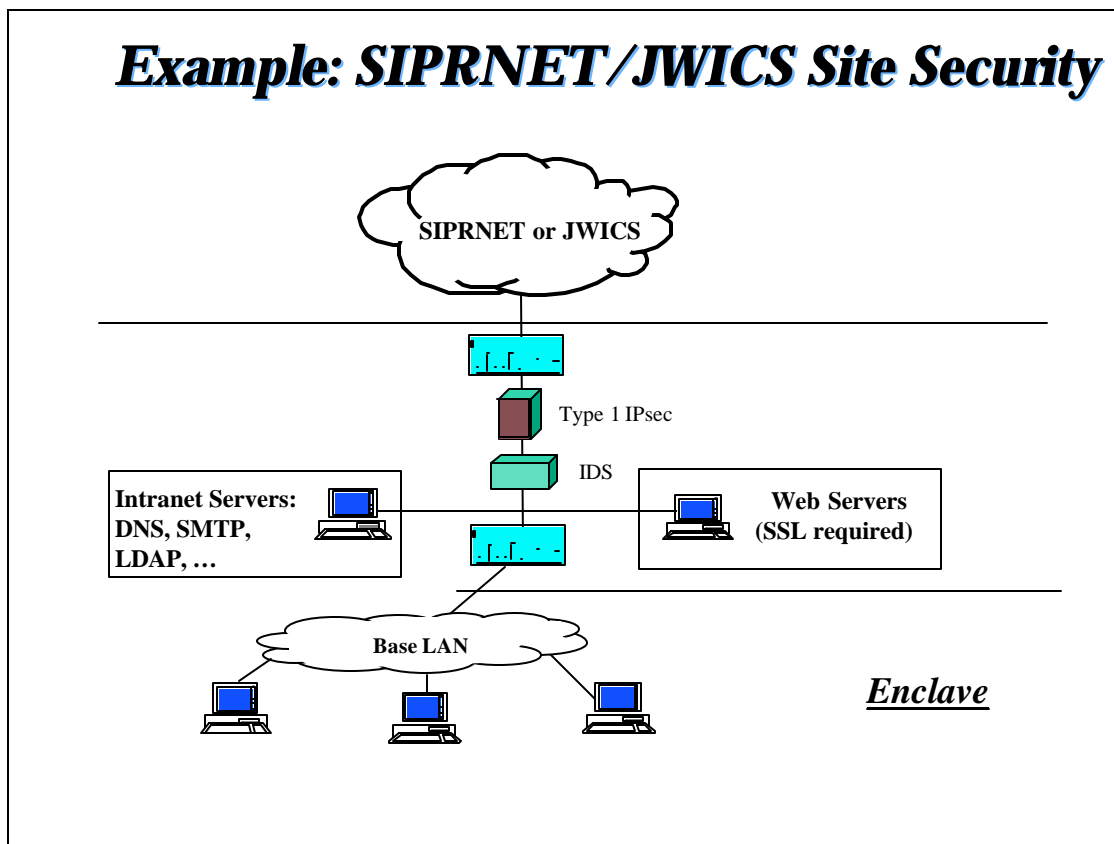 Example: SIPRNET/JWICS Site Security
SIPRNET or JWICS
Type 1 IPsec
IDS
Intranet Servers:
DNS, SMTP,
LDAP, …
Web Servers
(SSL required)
Base LAN
Enclave